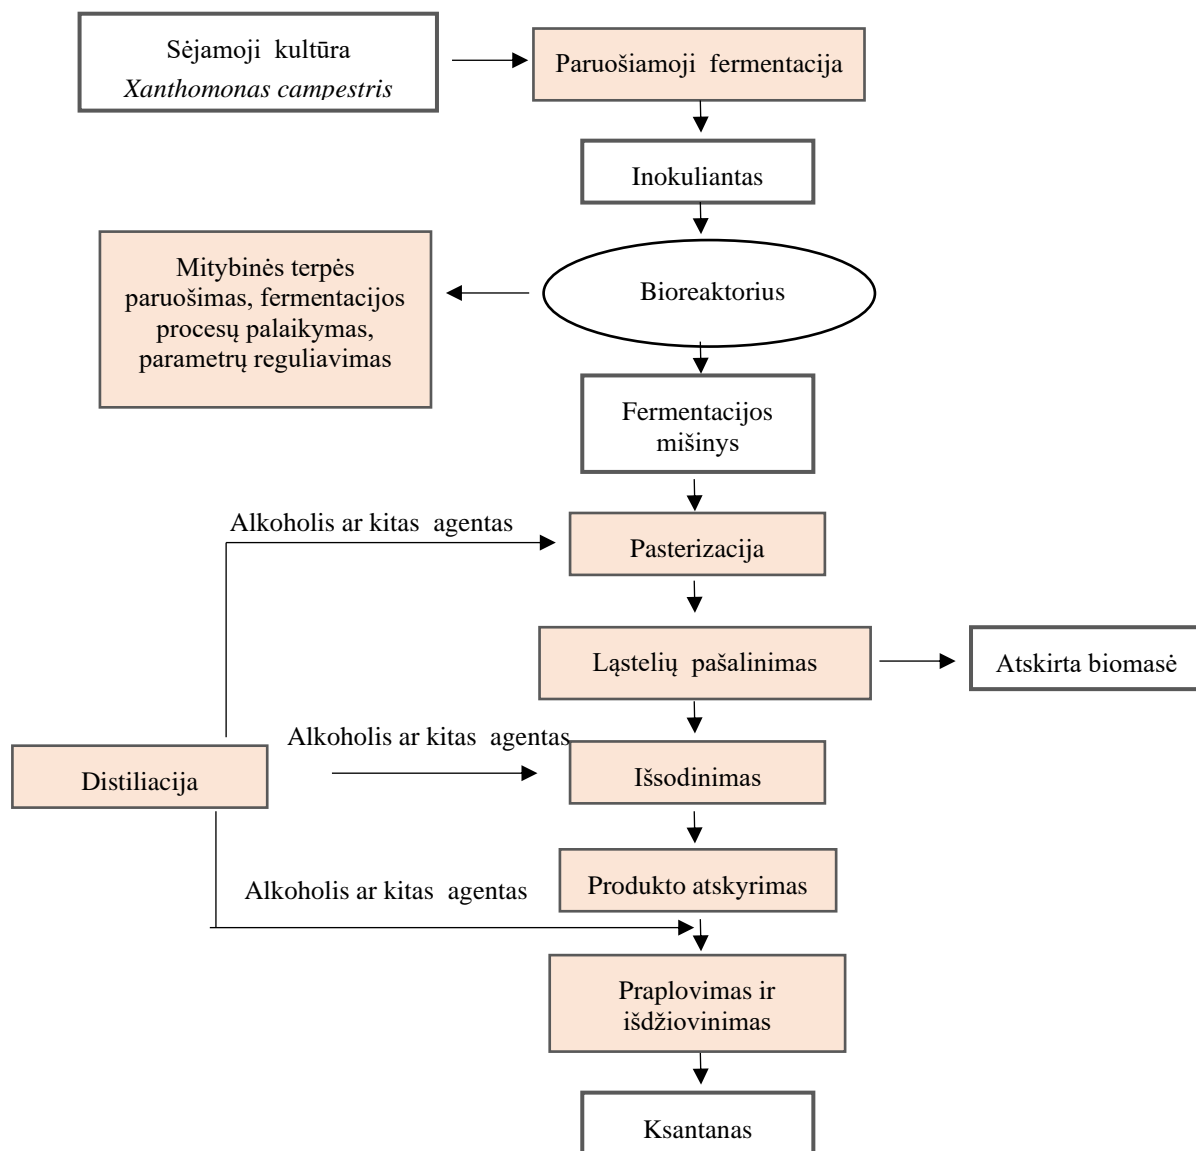 Sėjamoji kultūra
Xanthomonas campestris
Paruošiamoji fermentacija
Inokuliantas
Mitybinės terpės
paruošimas, fermentacijos
procesų palaikymas,
parametrų reguliavimas
Bioreaktorius
Fermentacijos
mišinys
Alkoholis ar kitas agentas
Pasterizacija
Ląstelių pašalinimas
Atskirta biomasė
Alkoholis ar kitas agentas
Distiliacija
Išsodinimas
Alkoholis ar kitas agentas
Produkto atskyrimas
Praplovimas ir
išdžiovinimas
Ksantanas